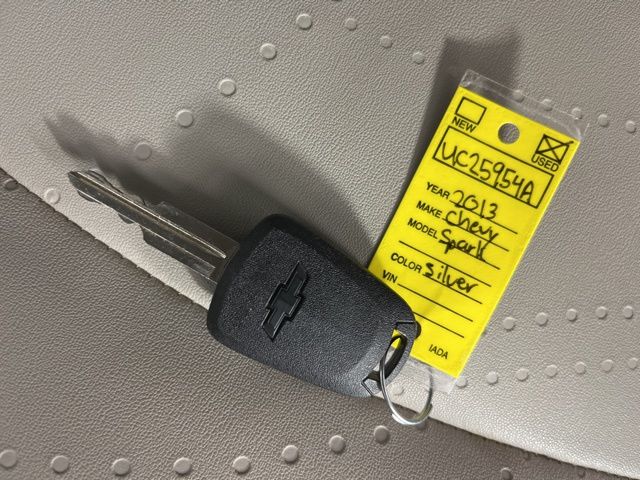 NEW
USED
UC25954A
YEAR 2013
MAKE Chevy
MODEL Spark
COLOR Silver
VIN
IADA